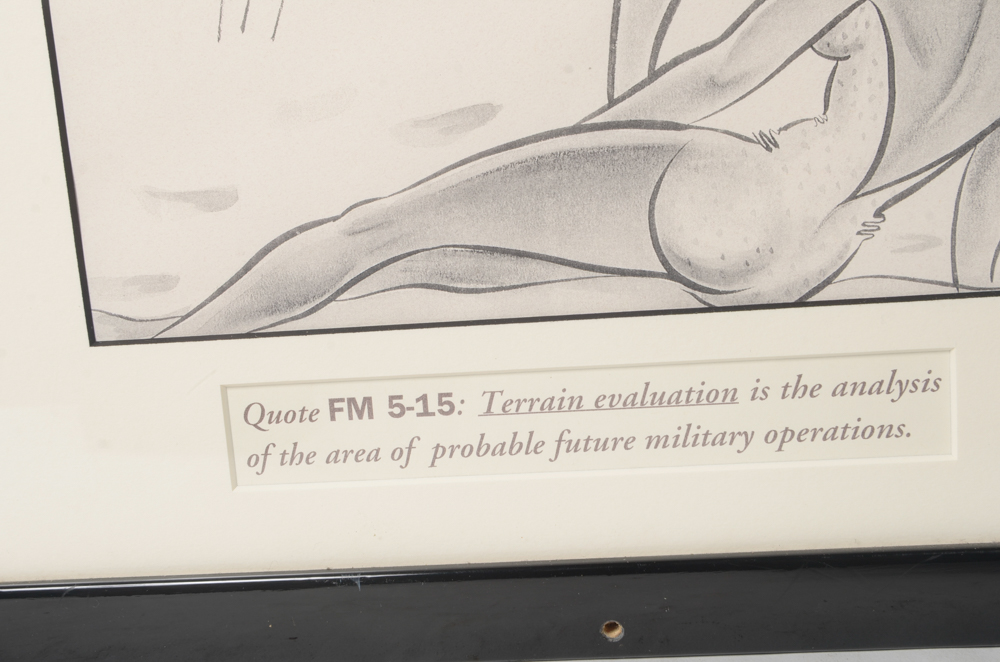 Quote FM 5-15: Terrain evaluation is the analysis
of the area of probable future military operations.